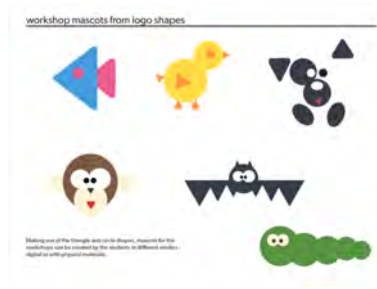 workshop mascots from logo shapes
Making use of the triangle and circle shapes, mascots for the
workshops can be created by the students in different medias -
digital or with physical materials.